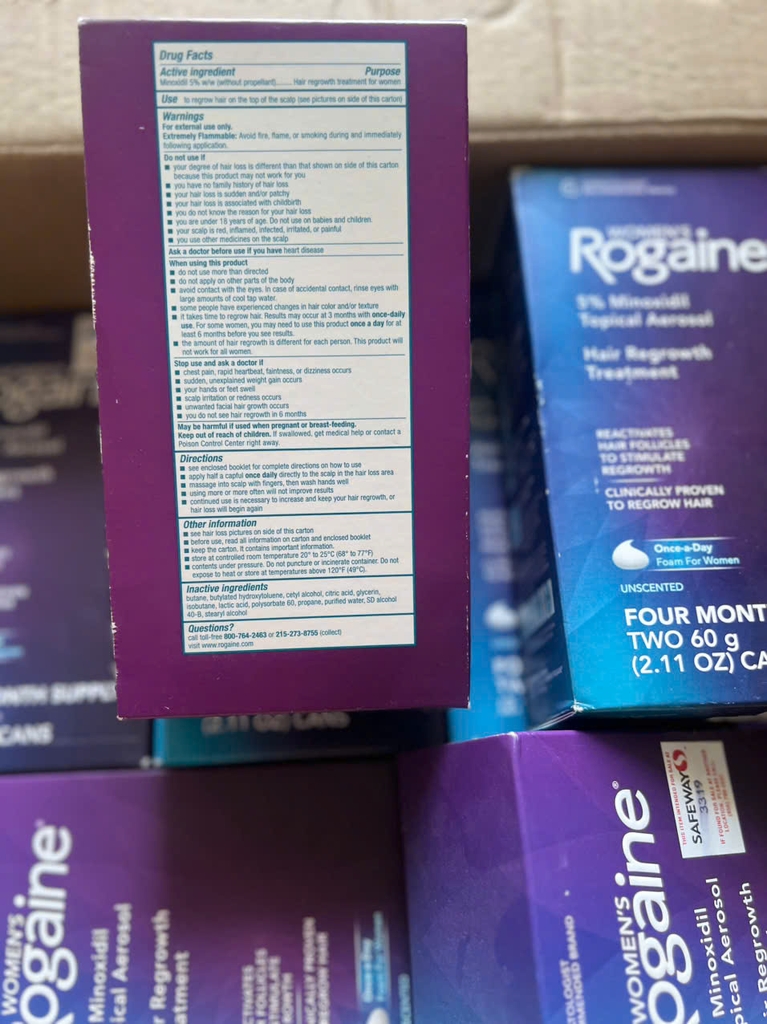 Drug Facts
Active ingredient Purpose
Minoxidil 5% w/w (without propellant)...... Hair regrowth treatment for women
Use to regrow hair on the top of the scalp (see pictures on side of this carton)
Warnings
For external use only.
Extremely Flammable: Avoid fire, flame, or smoking during and immediately
following application.
Do not use if
■ your degree of hair loss is different than that shown on side of this carton
because this product may not work for you
■ you have no family history of hair loss
■ your hair loss is sudden and/or patchy
■ your hair loss is associated with childbirth
■ you do not know the reason for your hair loss
■ you are under 18 years of age. Do not use on babies and children.
■ your scalp is red, inflamed, infected, irritated, or painful
■ you use other medicines on the scalp
Ask a doctor before use if you have heart disease
When using this product
■ do not use more than directed
■ do not apply on other parts of the body
■ avoid contact with the eyes. In case of accidental contact, rinse eyes with
large amounts of cool tap water.
■ some people have experienced changes in hair color and/or texture
■ it takes time to regrow hair. Results may occur at 3 months with once-daily
use. For some women, you may need to use this product once a day for at
least 6 months before you see results.
■ the amount of hair regrowth is different for each person. This product will
not work for all women.
Stop use and ask a doctor if
■ chest pain, rapid heartbeat, faintness, or dizziness occurs
■ sudden, unexplained weight gain occurs
■ your hands or feet swell
■ scalp irritation or redness occurs
■ unwanted facial hair growth occurs
■ you do not see hair regrowth in 6 months
May be harmful if used when pregnant or breast-feeding.
Keep out of reach of children. If swallowed, get medical help or contact a
Poison Control Center right away.
Directions
■ see enclosed booklet for complete directions on how to use
■ apply half a capful once daily directly to the scalp in the hair loss area
■ massage into scalp with fingers, then wash hands well
■ using more or more often will not improve results
■ continued use is necessary to increase and keep your hair regrowth, or
hair loss will begin again
Other information
■ see hair loss pictures on side of this carton
■ before use, read all information on carton and enclosed booklet
■ keep the carton. It contains important information.
■ store at controlled room temperature 20° to 25°C (68° to 77°F)
■ contents under pressure. Do not puncture or incinerate container. Do not
expose to heat or store at temperatures above 120°F (49°C).
Inactive ingredients
butane, butylated hydroxytoluene, cetyl alcohol, citric acid, glycerin,
isobutane, lactic acid, polysorbate 60, propane, purified water, SD alcohol
40-B, stearyl alcohol
Questions?
call toll-free 800-764-2463 or 215-273-8755 (collect)
visit www.rogaine.com
WOMEN'S
Rogaine
5% Minoxidil
Topical Aerosol
Hair Regrowth
Treatment
REACTIVATES
HAIR FOLLICLES
TO STIMULATE
REGROWTH
CLINICALLY PROVEN
TO REGROW HAIR
Once-a-Day
Foam For Women
UNSCENTED
FOUR MONT
TWO 60 g
(2.11 OZ) CA
NTH SUPPL
CANS
(2.11 OZ) CANS
WOMEN'S
ogaine®
Minoxidil
ical Aerosol
r Regrowth
atment
WOMEN'S
ogaine®
Minoxidil
pical Aerosol
r Regrowth
TOLOGIST
MMENDED BRAND
THIS ITEM INTENDED FOR SALE AT
SAFEWAY
3319